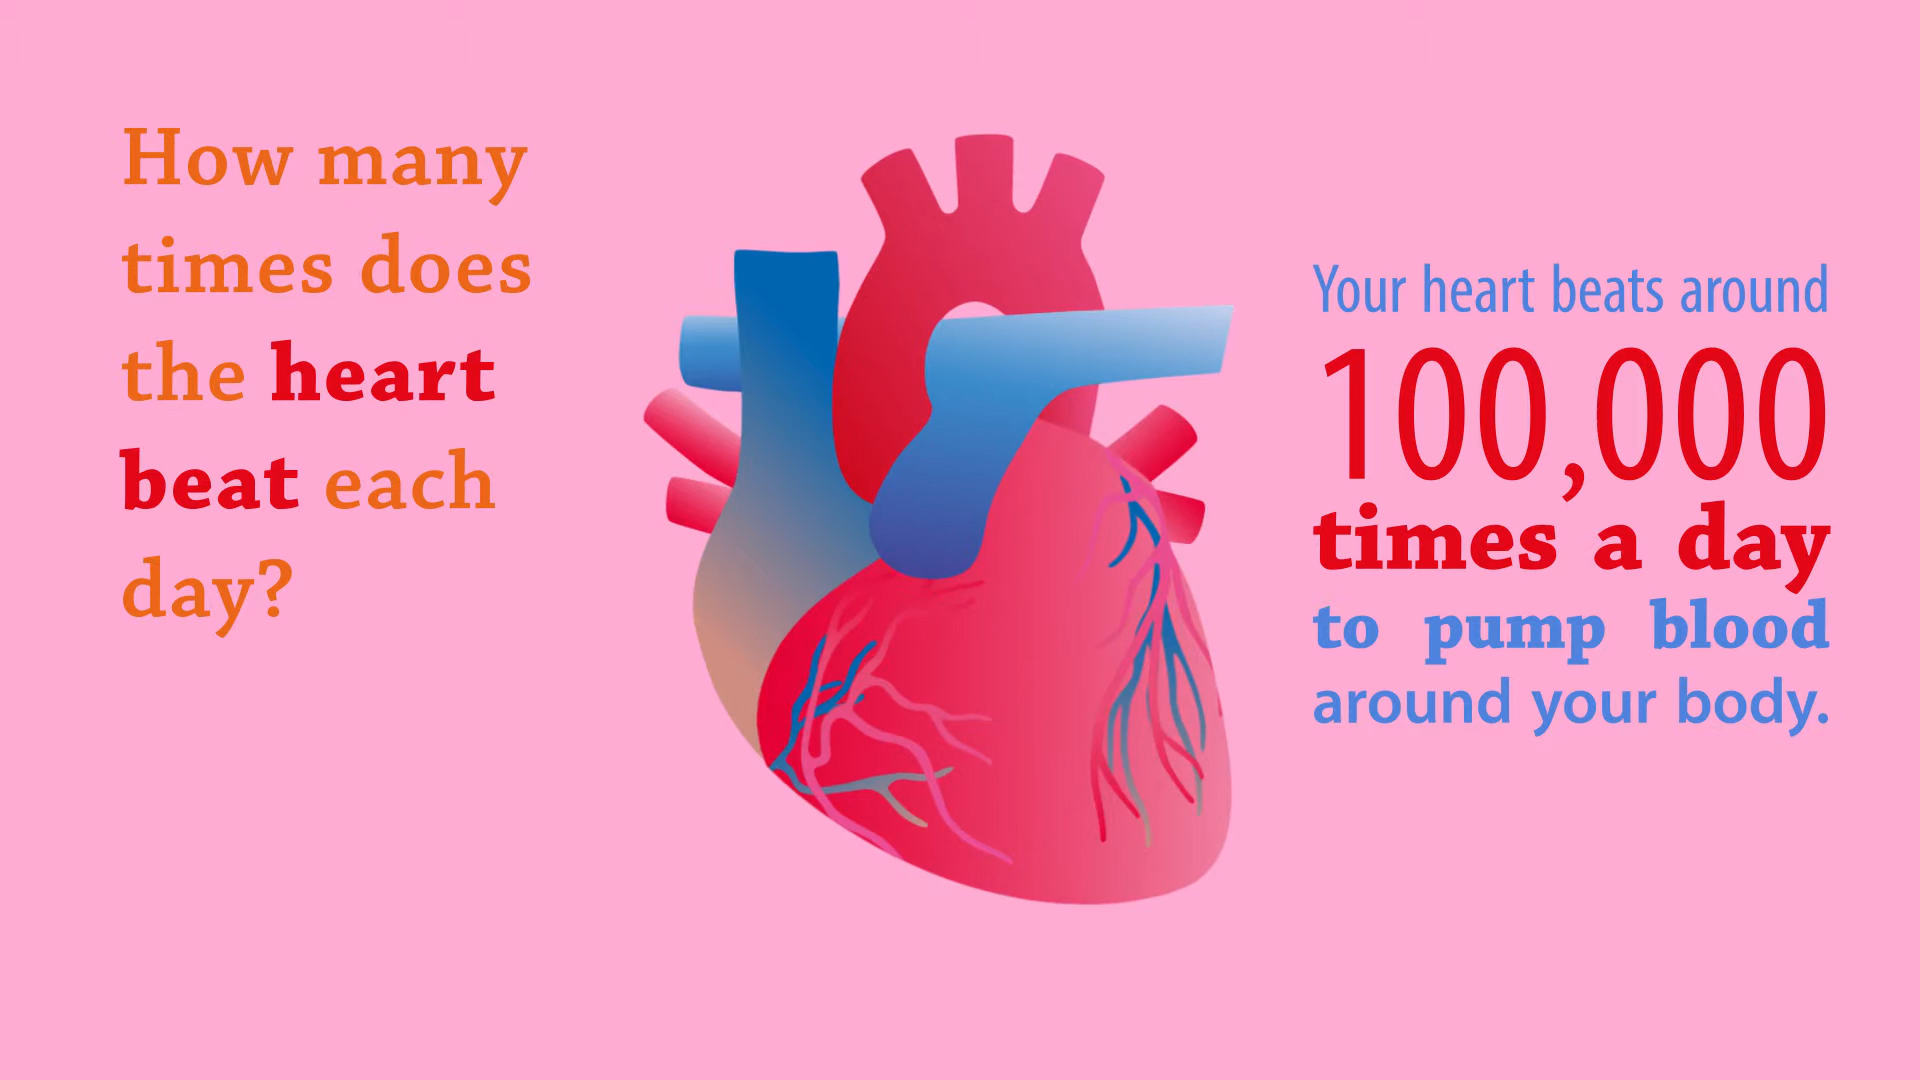 How many
times does
the heart
beat each
day?
Your heart beats around
100,000
times a day
to pump blood
around your body.